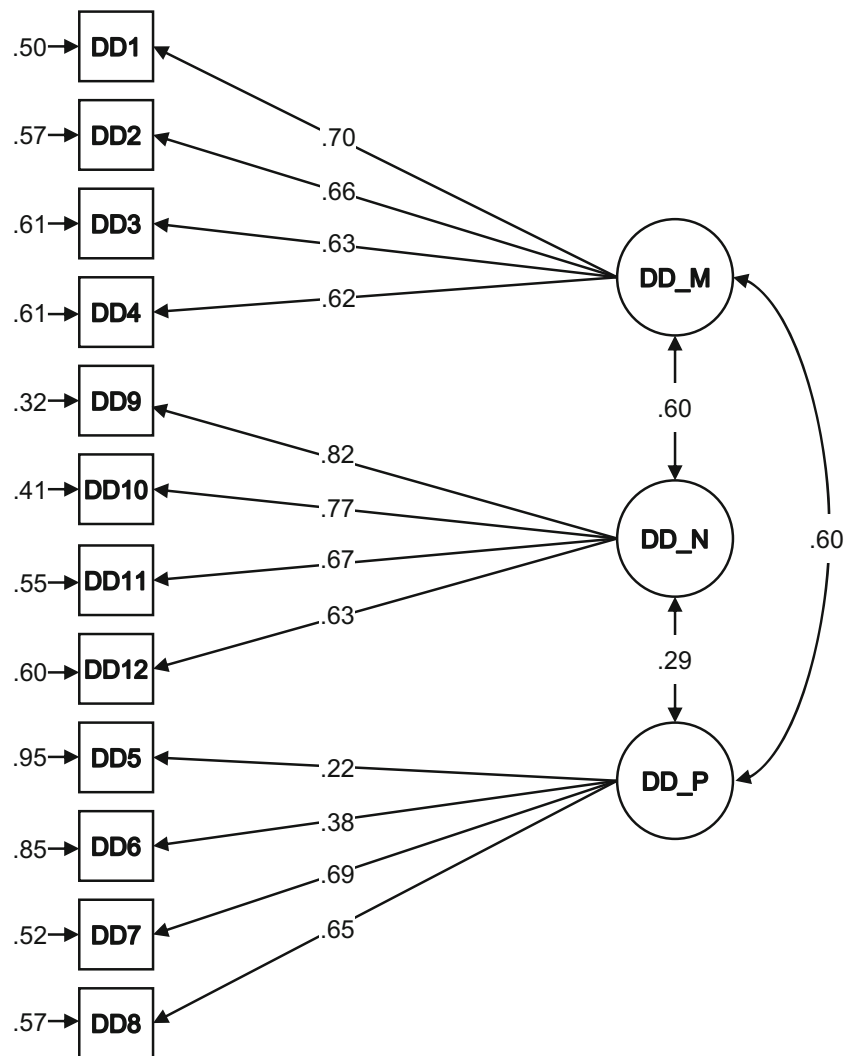 .50 DD1
.70
.57 DD2
.66
.61 DD3
.63
DD_M
.62
.61 DD4
.32 DD9
.60
.82
.41 DD10
.77
DD_N
.60
.67
.55 DD11
.63
.60 DD12
.29
.95 DD5
.22
DD_P
.38
.85 DD6
.69
.52 DD7
.65
.57 DD8